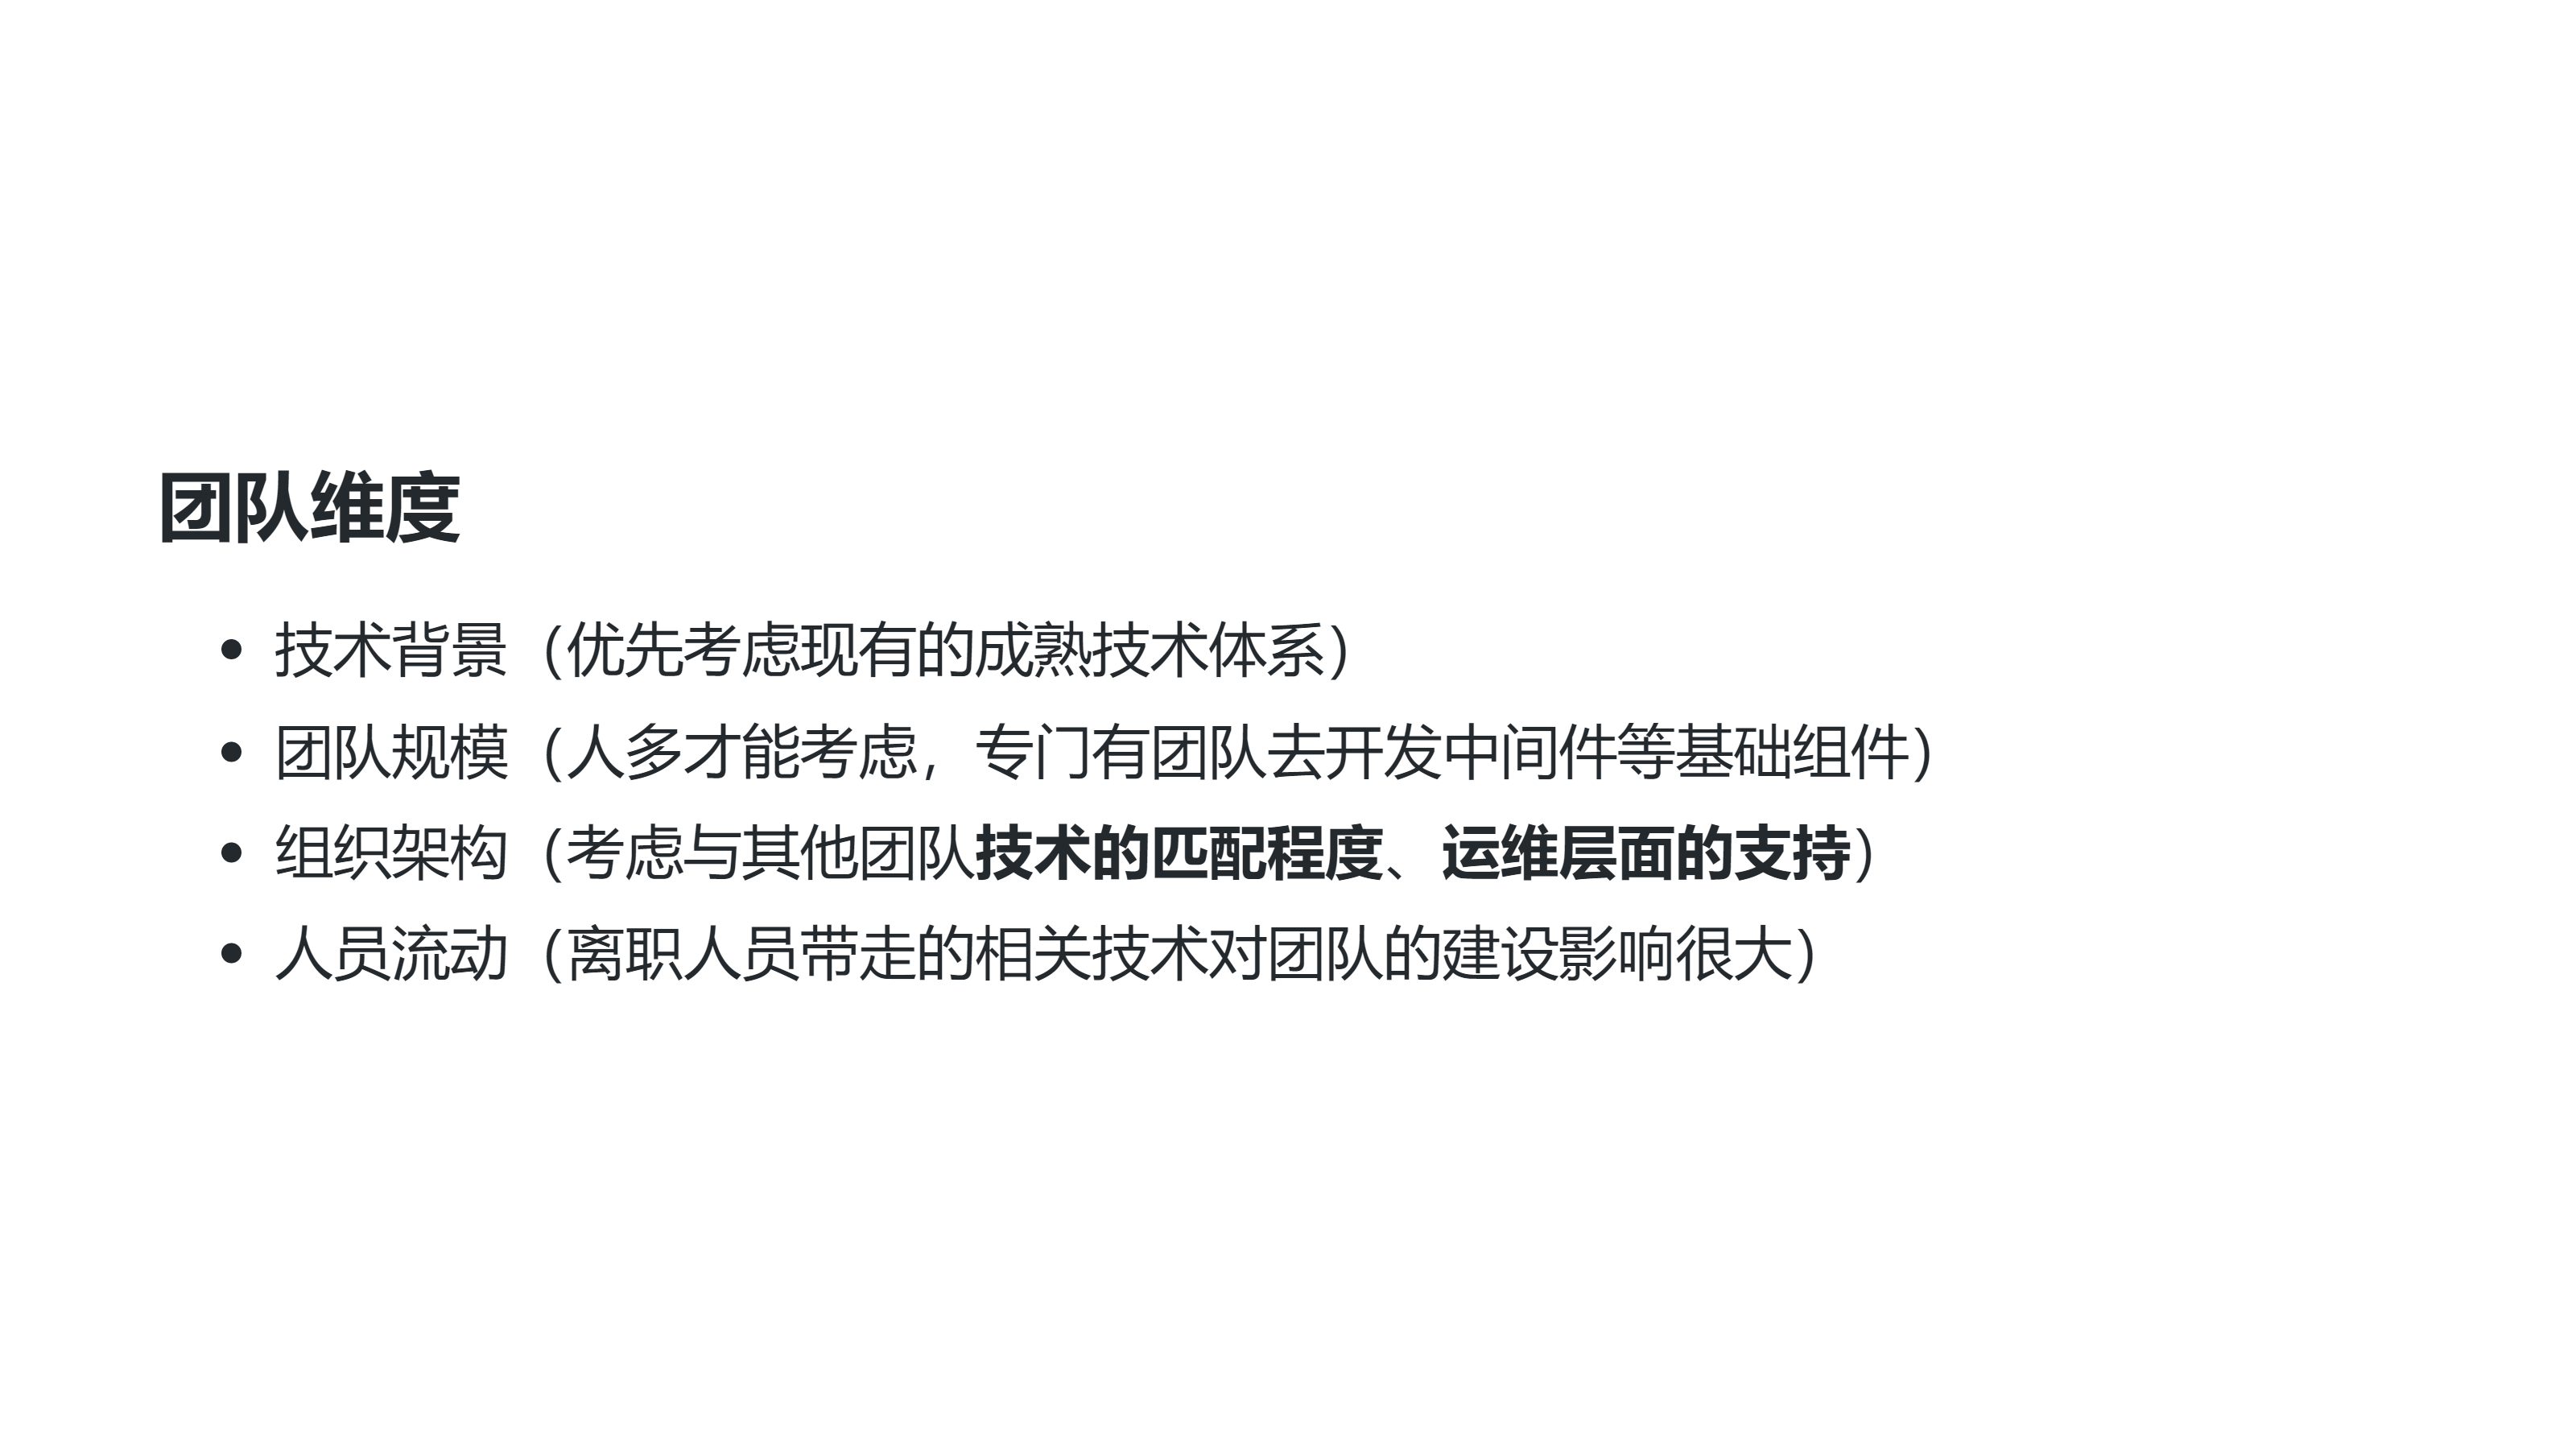 团队维度
• 技术背景（优先考虑现有的成熟技术体系）
• 团队规模（人多才能考虑，专门有团队去开发中间件等基础组件）
• 组织架构（考虑与其他团队技术的匹配程度、运维层面的支持）
• 人员流动（离职人员带走的相关技术对团队的建设影响很大）